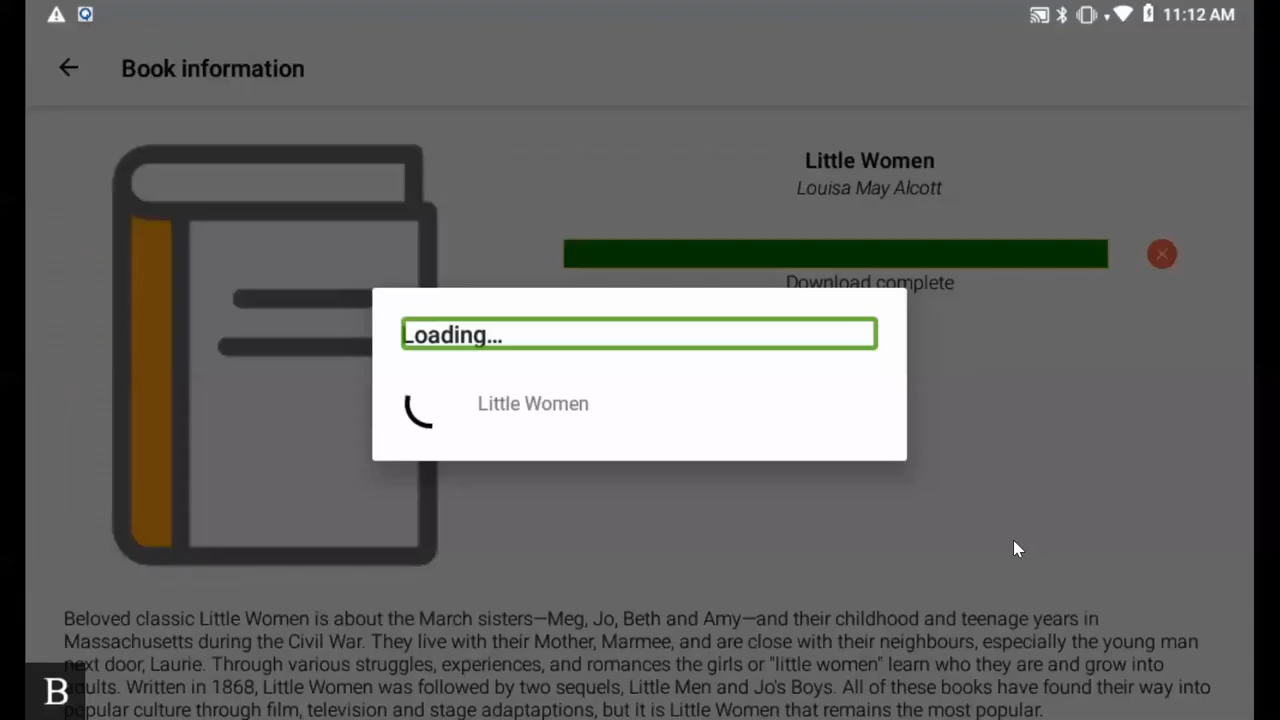 11:12 AM
Book information
Little Women
Louisa May Alcott
Download complete
Loading...
Little Women
Beloved classic Little Women is about the March sisters—Meg, Jo, Beth and Amy—and their childhood and teenage years in
Massachusetts during the Civil War. They live with their Mother, Marmee, and are close with their neighbours, especially the young man
next door, Laurie. Through various struggles, experiences, and romances the girls or "little women" learn who they are and grow into
adults. Written in 1868, Little Women was followed by two sequels, Little Men and Jo's Boys. All of these books have found their way into
popular culture through film, television and stage adaptations, but it is Little Women that remains the most popular.
B